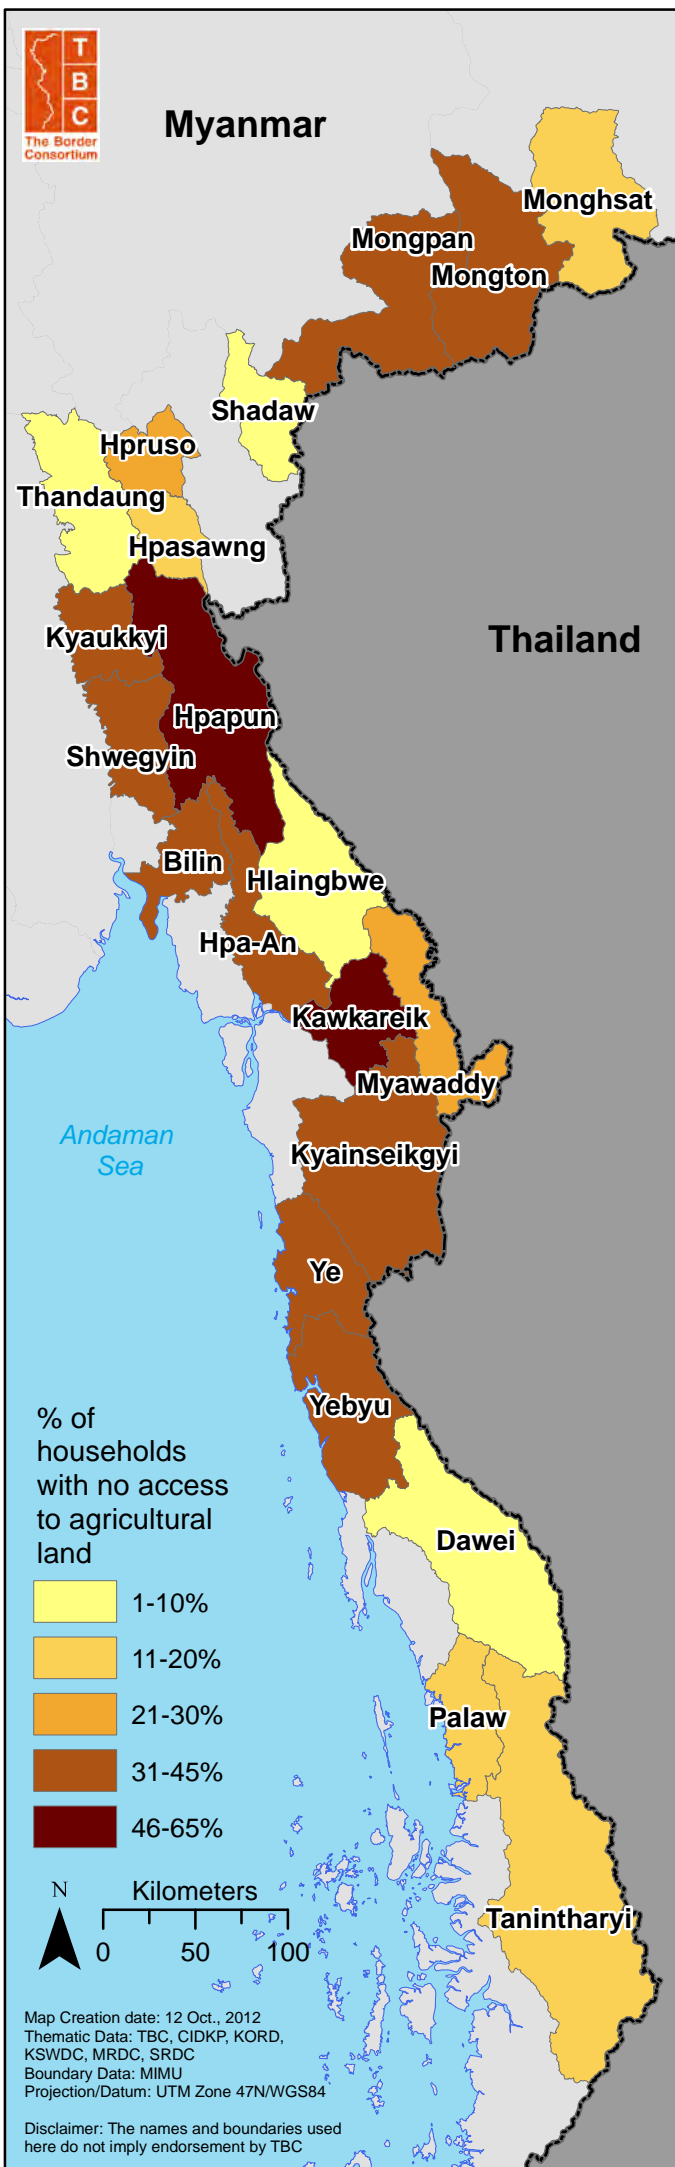 T
B
C
The Border
Consortium
Myanmar
Monghsat
Mongpan
Mongton
Shadaw
Hpruso
Thandaung
Hpasawng
Kyaukkyi
Thailand
Hpapun
Shwegyin
Bilin
Hlaingbwe
Hpa-An
Kawkareik
Myawaddy
Andaman
Sea
Kyainseikgyi
Ye
Yebyu
% of
households
with no access
to agricultural
land
Dawei
1-10%
11-20%
21-30%
Palaw
31-45%
46-65%
N
Kilometers
0 50 100
Tanintharyi
Map Creation date: 12 Oct., 2012
Thematic Data: TBC, CIDKP, KORD,
KSWDC, MRDC, SRDC
Boundary Data: MIMU
Projection/Datum: UTM Zone 47N/WGS84
Disclaimer: The names and boundaries used
here do not imply endorsement by TBC